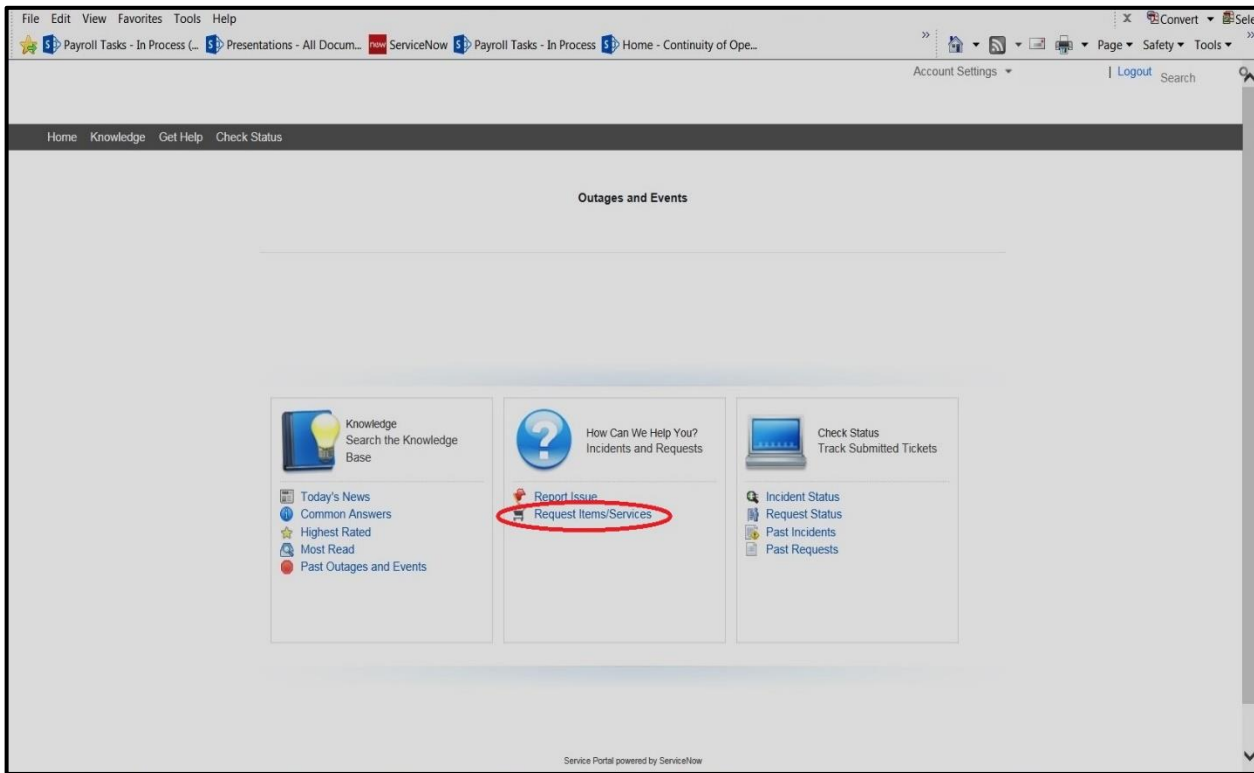 File Edit View Favorites Tools Help
X Convert Sele
Payroll Tasks - In Process (... Presentations - All Docum... now ServiceNow Payroll Tasks - In Process Home - Continuity of Ope...
» Page Safety Tools »
Account Settings | Logout Search
Home Knowledge Get Help Check Status
Outages and Events
Knowledge
Search the Knowledge
Base
Today's News
Common Answers
Highest Rated
Most Read
Past Outages and Events
How Can We Help You?
Incidents and Requests
Report Issue
Request Items/Services
Check Status
Track Submitted Tickets
Incident Status
Request Status
Past Incidents
Past Requests
Service Portal powered by ServiceNow